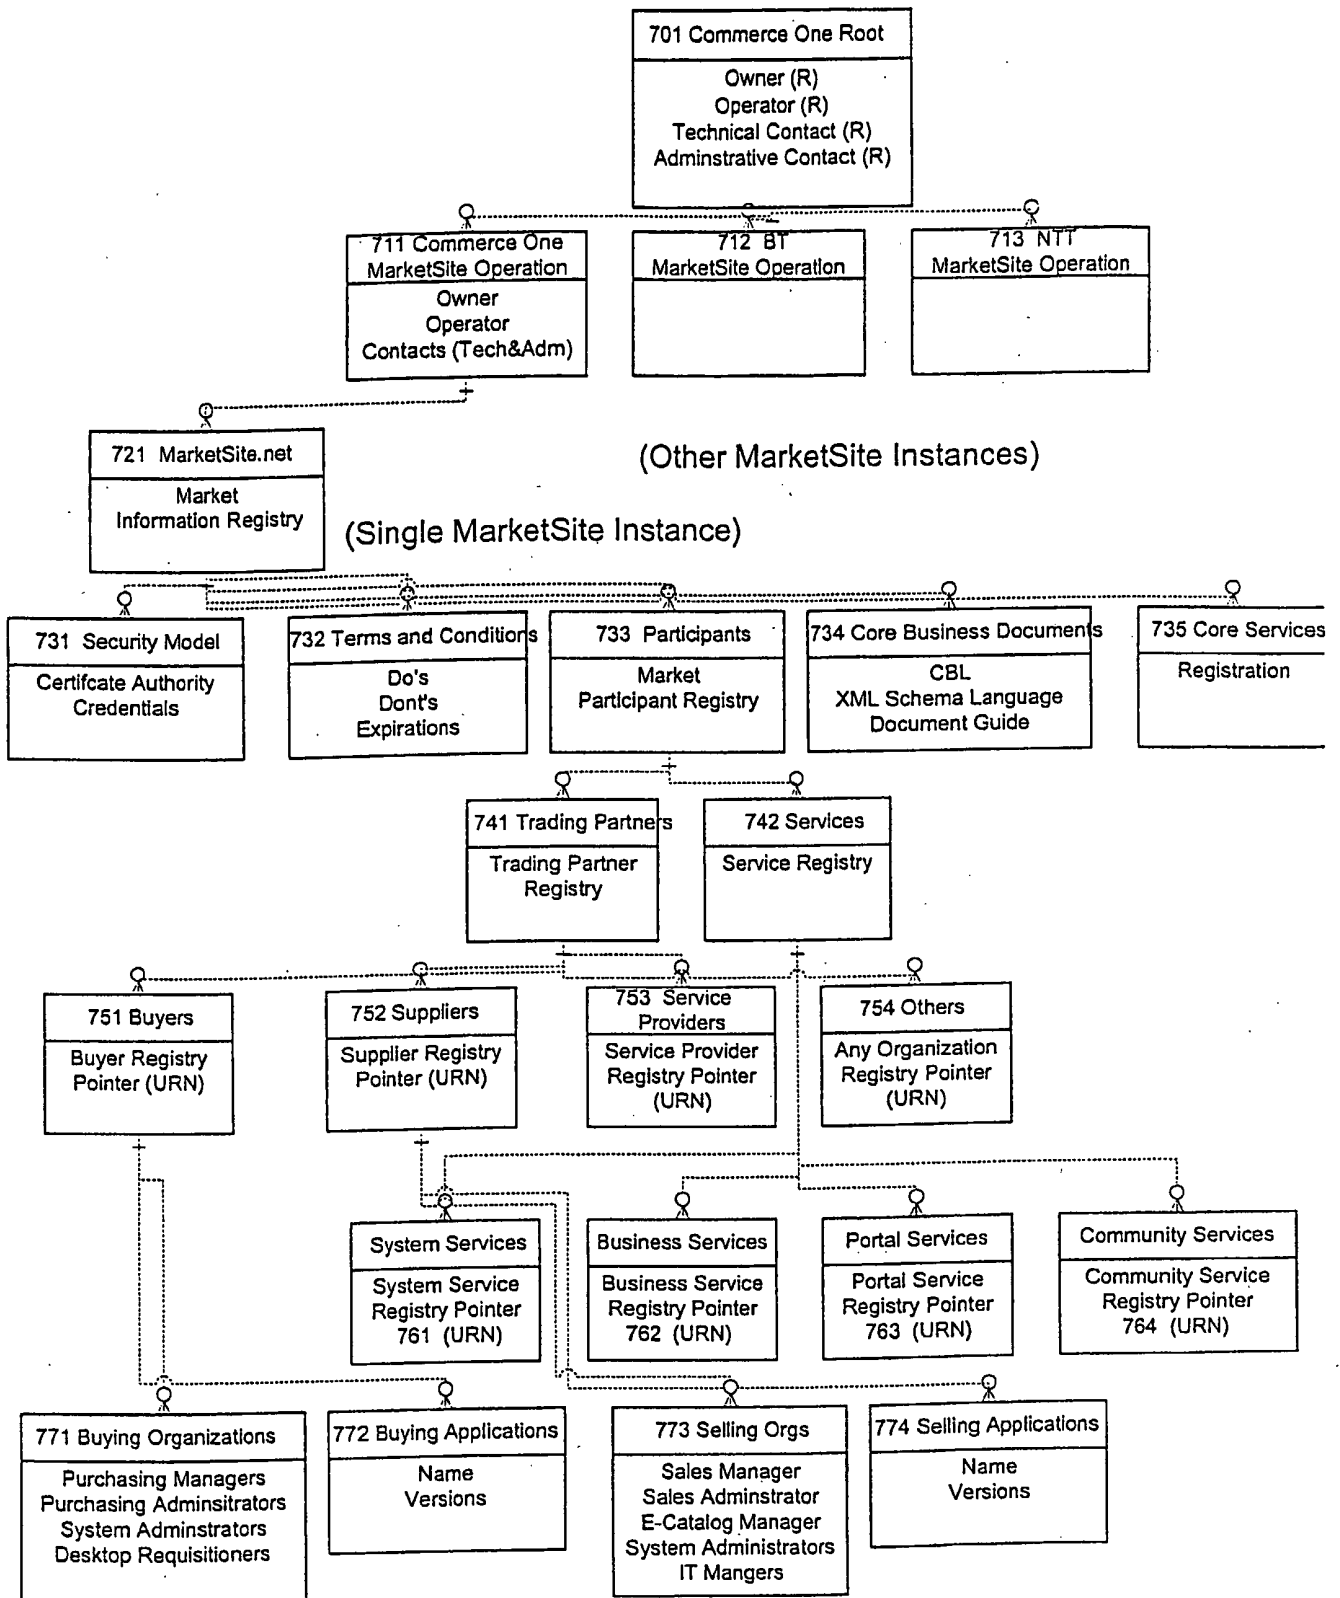 701 Commerce One Root
Owner (R)
Operator (R)
Technical Contact (R)
Adminstrative Contact (R)
711 Commerce One
MarketSite Operation
Owner
Operator
Contacts (Tech&Adm)
712 BT
MarketSite Operation
713 NTT
MarketSite Operation
721 MarketSite.net
Market
Information Registry
(Other MarketSite Instances)
(Single MarketSite Instance)
731 Security Model
Certifcate Authority
Credentials
732 Terms and Conditions
Do's
Dont's
Expirations
733 Participants
Market
Participant Registry
734 Core Business Documents
CBL
XML Schema Language
Document Guide
735 Core Services
Registration
741 Trading Partners
Trading Partner
Registry
742 Services
Service Registry
751 Buyers
Buyer Registry
Pointer (URN)
752 Suppliers
Supplier Registry
Pointer (URN)
753 Service
Providers
Service Provider
Registry Pointer
(URN)
754 Others
Any Organization
Registry Pointer
(URN)
System Services
System Service
Registry Pointer
761 (URN)
Business Services
Business Service
Registry Pointer
762 (URN)
Portal Services
Portal Service
Registry Pointer
763 (URN)
Community Services
Community Service
Registry Pointer
764 (URN)
771 Buying Organizations
Purchasing Managers
Purchasing Adminsitrators
System Adminstrators
Desktop Requisitioners
772 Buying Applications
Name
Versions
773 Selling Orgs
Sales Manager
Sales Adminstrator
E-Catalog Manager
System Administrators
IT Mangers
774 Selling Applications
Name
Versions